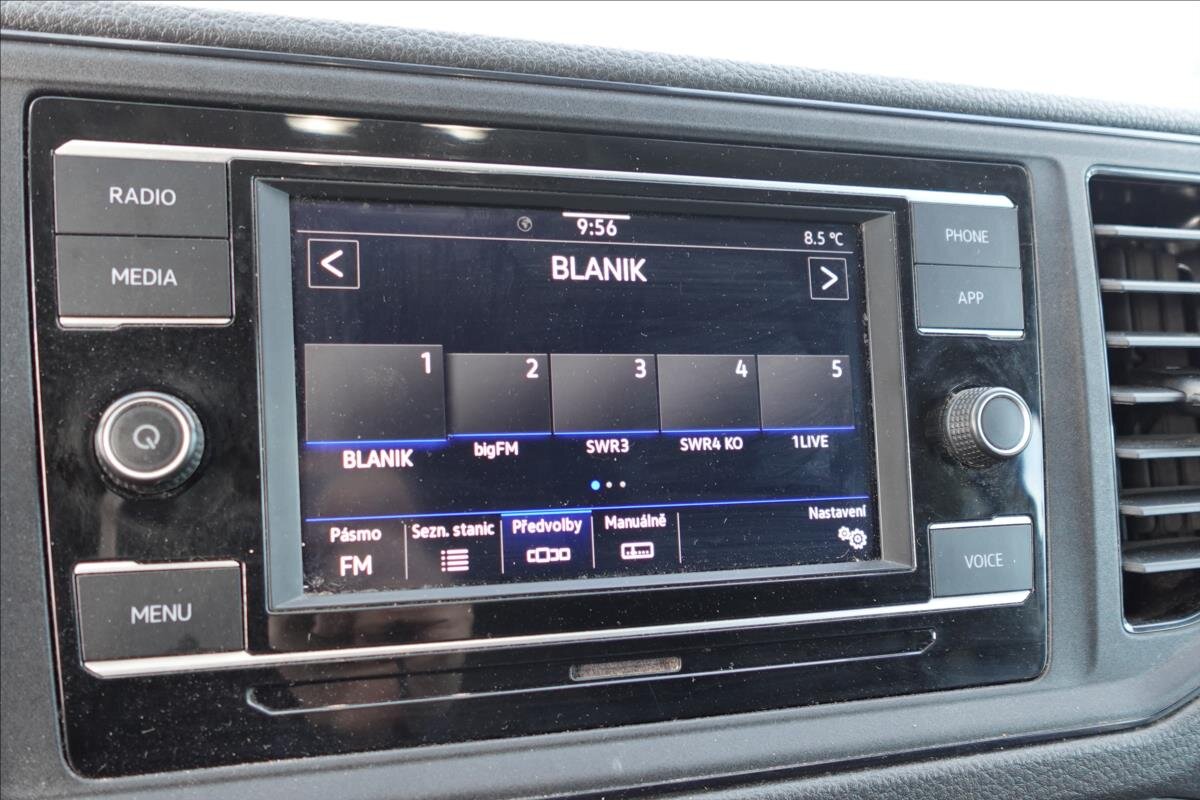 RADIO
MEDIA
MENU
9:56
8.5 °C
<
BLANIK
>
1
2
3
4
5
BLANIK
bigFM
SWR3
SWR4 KO
1LIVE
Pásmo
FM
Sezn. stanic
Předvolby
Manuálně
Nastavení
PHONE
APP
VOICE